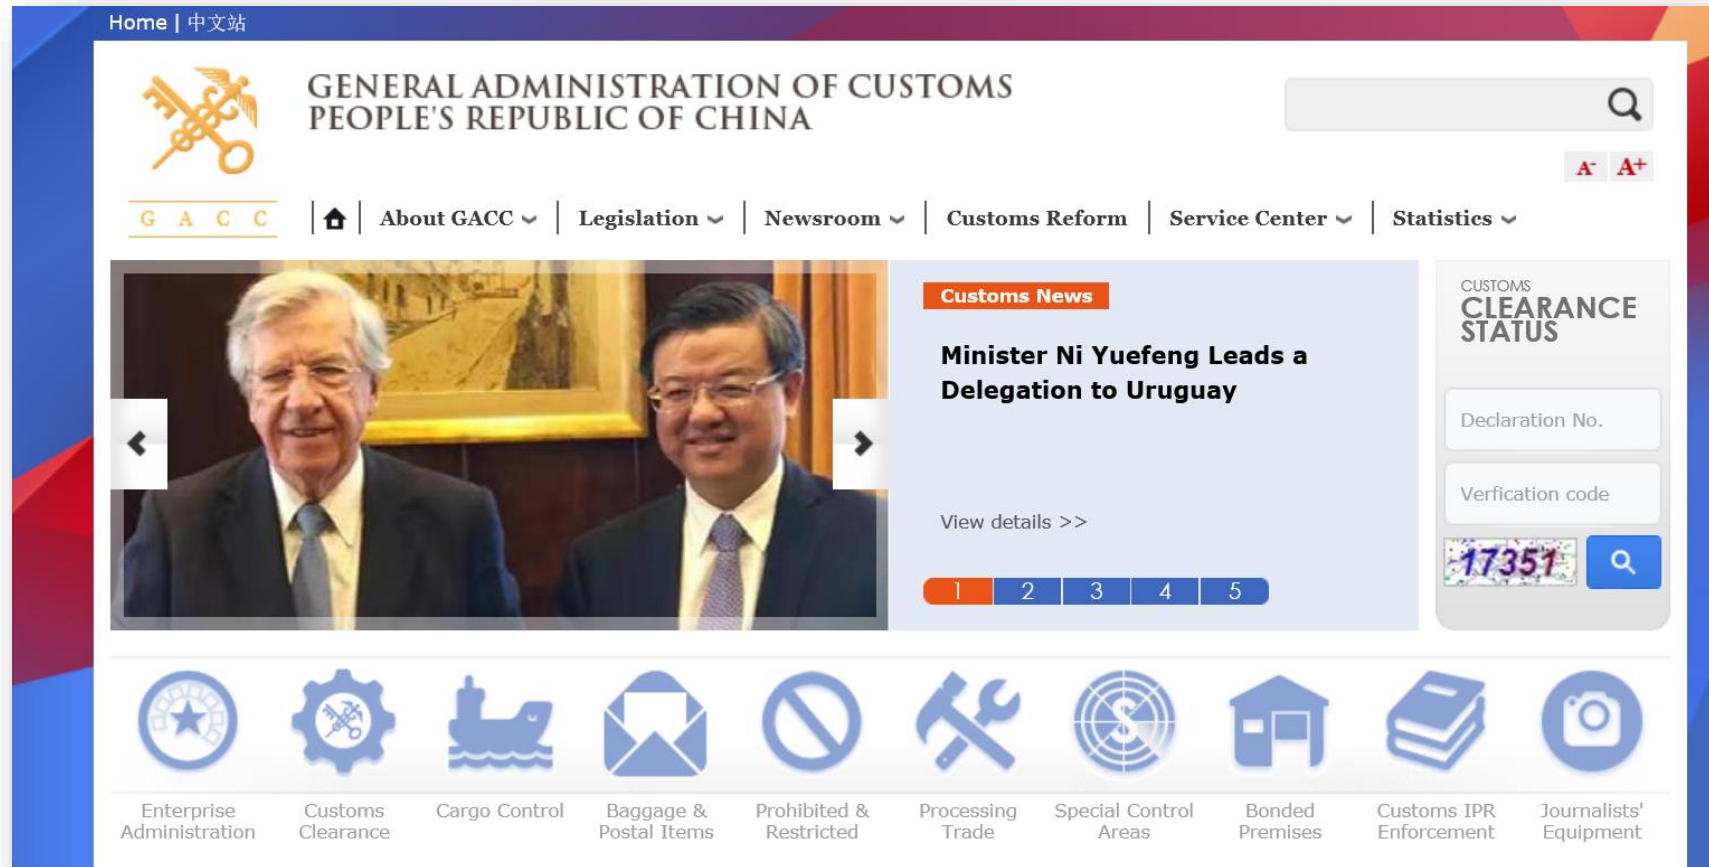 Home | 中文站
GENERAL ADMINISTRATION OF CUSTOMS
PEOPLE'S REPUBLIC OF CHINA
A- A+
G A C C
About GACC
Legislation
Newsroom
Customs Reform
Service Center
Statistics
Customs News
Minister Ni Yuefeng Leads a
Delegation to Uruguay
View details >>
1 2 3 4 5
CUSTOMS
CLEARANCE
STATUS
Declaration No.
Verfication code
17351
Enterprise
Administration
Customs
Clearance
Cargo Control
Baggage &
Postal Items
Prohibited &
Restricted
Processing
Trade
Special Control
Areas
Bonded
Premises
Customs IPR
Enforcement
Journalists'
Equipment